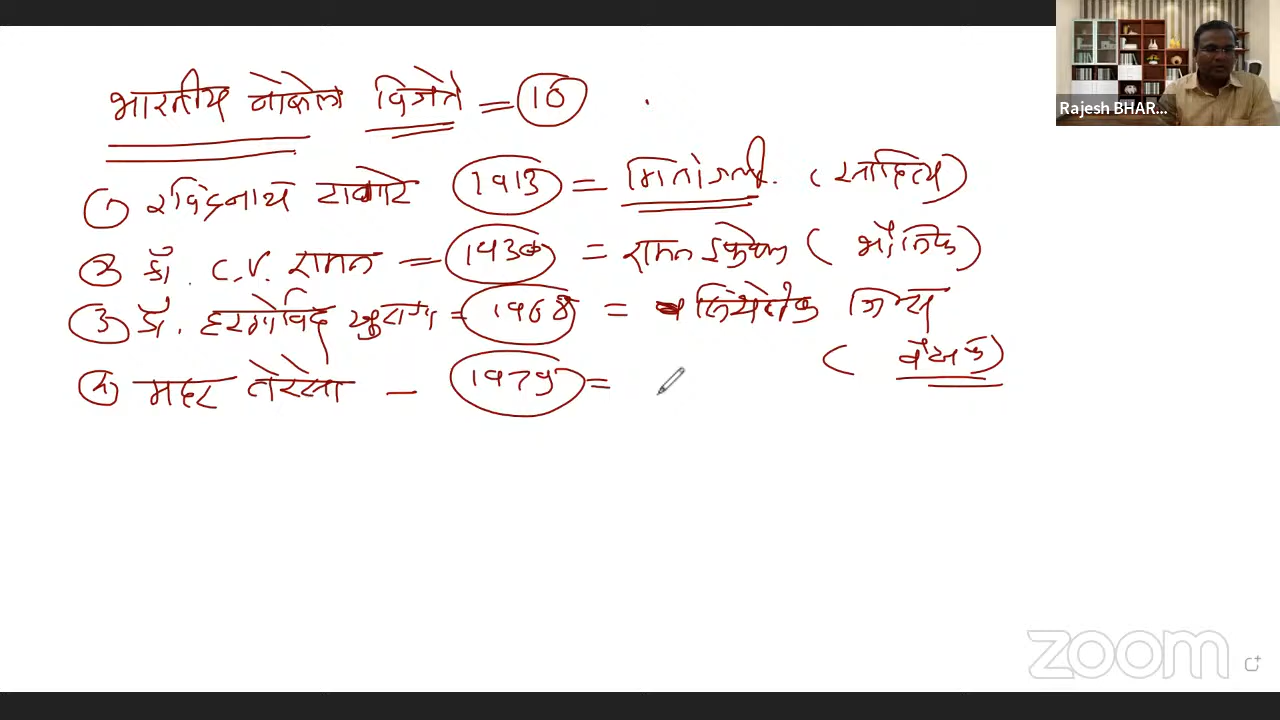 Rajesh BHAR...
भारतीय नोबेल विजेते = 10
① रविंद्रनाथ टागोर 1913 = गितांजली. (साहित्य)
② डॉ. C.V. रामन = 1930 = रामन इफेक्ट (भौतिक)
③ डॉ. हरगोविंद खुराणा = 1968 = जिन्स
(वैद्यक)
④ मदर तेरेसा - 1979 =
zoom